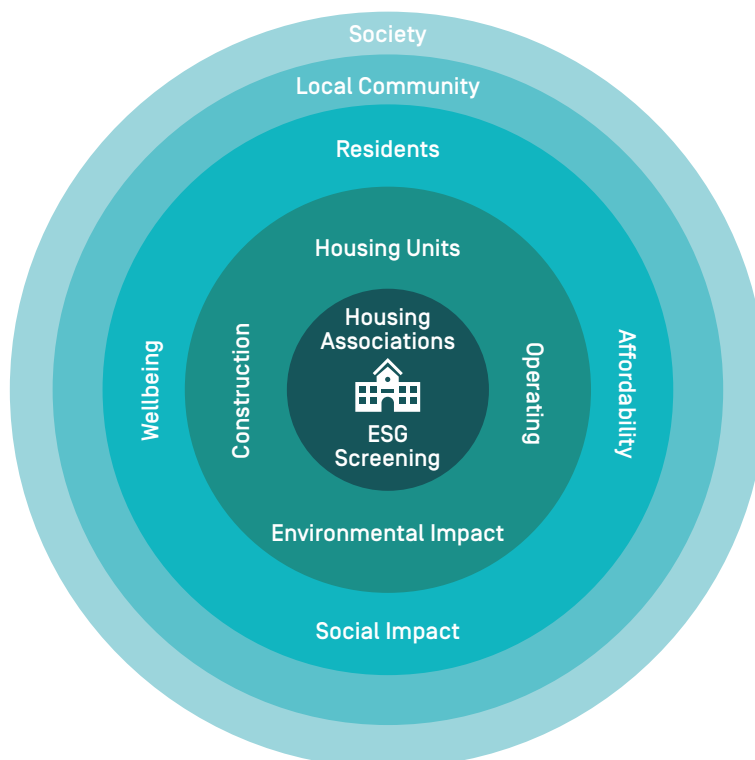 Society
Local Community
Residents
Housing Units
Housing
Associations
ESG
Screening
Wellbeing
Construction
Operating
Affordability
Environmental Impact
Social Impact